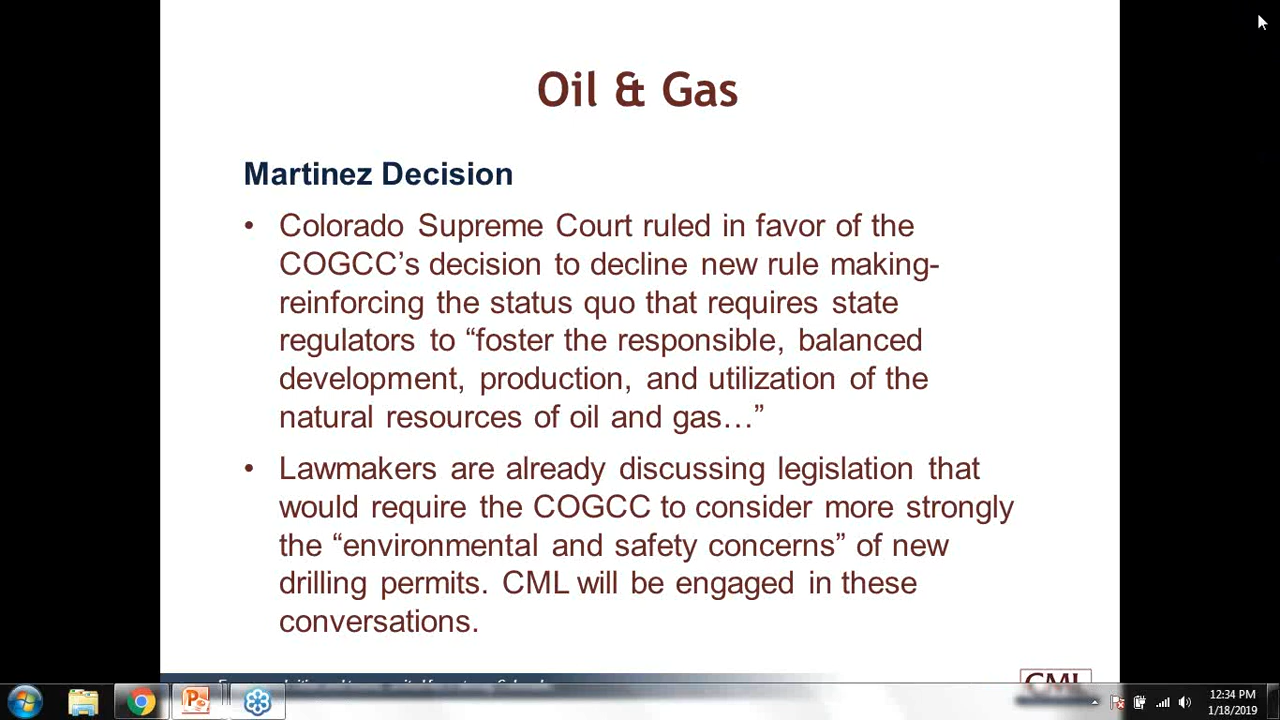 Oil & Gas
Martinez Decision
• Colorado Supreme Court ruled in favor of the
COGCC’s decision to decline new rule making-
reinforcing the status quo that requires state
regulators to “foster the responsible, balanced
development, production, and utilization of the
natural resources of oil and gas…”
• Lawmakers are already discussing legislation that
would require the COGCC to consider more strongly
the “environmental and safety concerns” of new
drilling permits. CML will be engaged in these
conversations.
CML
12:34 PM
1/18/2019